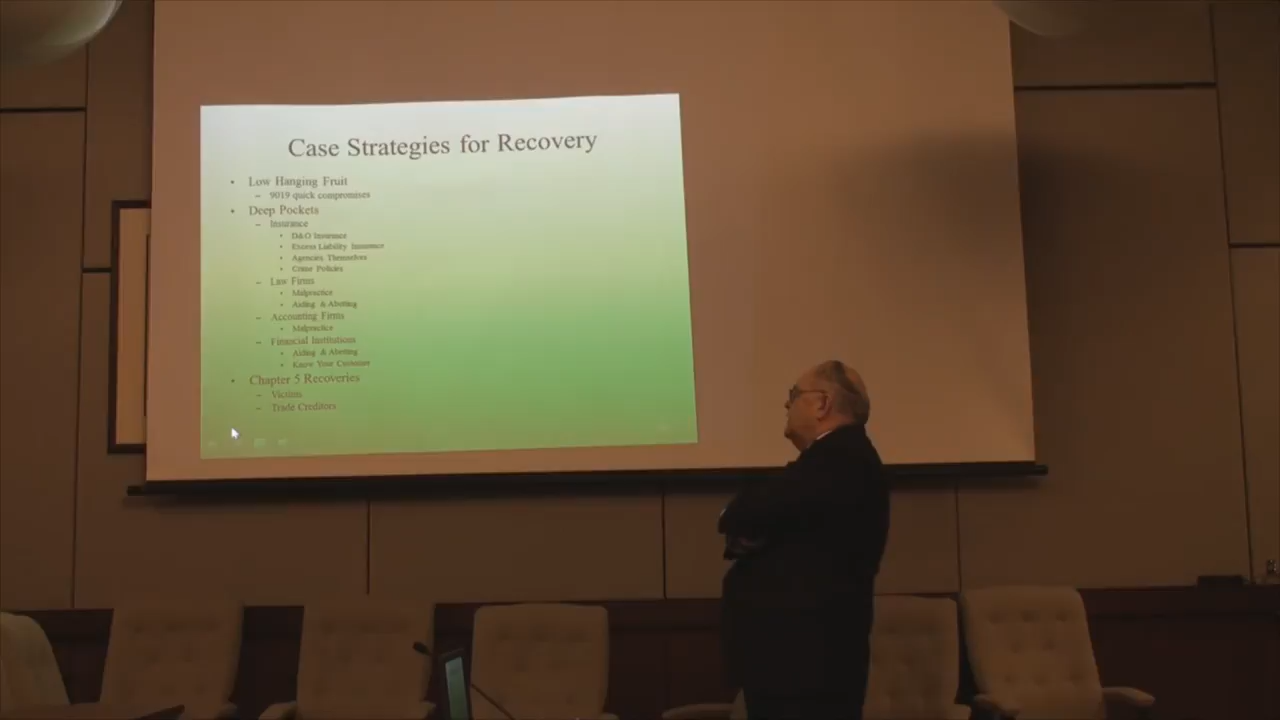 Case Strategies for Recovery
• Low Hanging Fruit
– 9019 quick compromises
• Deep Pockets
– Insurance
• D&O Insurance
• Excess Liability Insurance
• Agencies Themselves
• Crime Policies
– Law Firms
• Malpractice
• Aiding & Abetting
– Accounting Firms
• Malpractice
– Financial Institutions
• Aiding & Abetting
• Know Your Customer
• Chapter 5 Recoveries
– Victims
– Trade Creditors